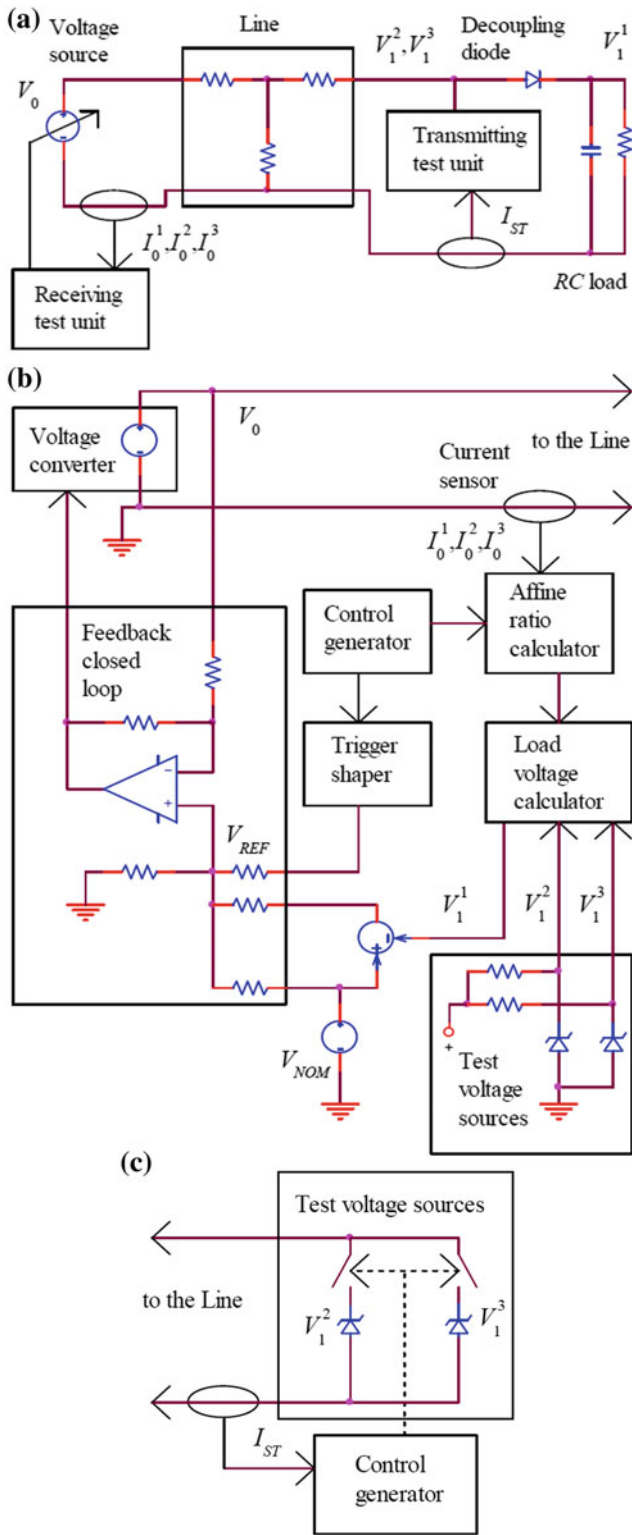 (a)
Voltage
source
Line
V_1^2, V_1^3
Decoupling
diode
V_1^1
V_0
+
-
Transmitting
test unit
I_0^1, I_0^2, I_0^3
I_ST
Receiving
test unit
RC load
(b)
V_0
Voltage
converter
to the Line
Current
sensor
I_0^1, I_0^2, I_0^3
Feedback
closed
loop
Control
generator
Affine
ratio
calculator
Trigger
shaper
Load
voltage
calculator
-
+
V_REF
V_1^1
V_1^2
V_1^3
V_NOM
+
Test
voltage
sources
(c)
Test voltage sources
to the Line
V_1^2
V_1^3
I_ST
Control
generator